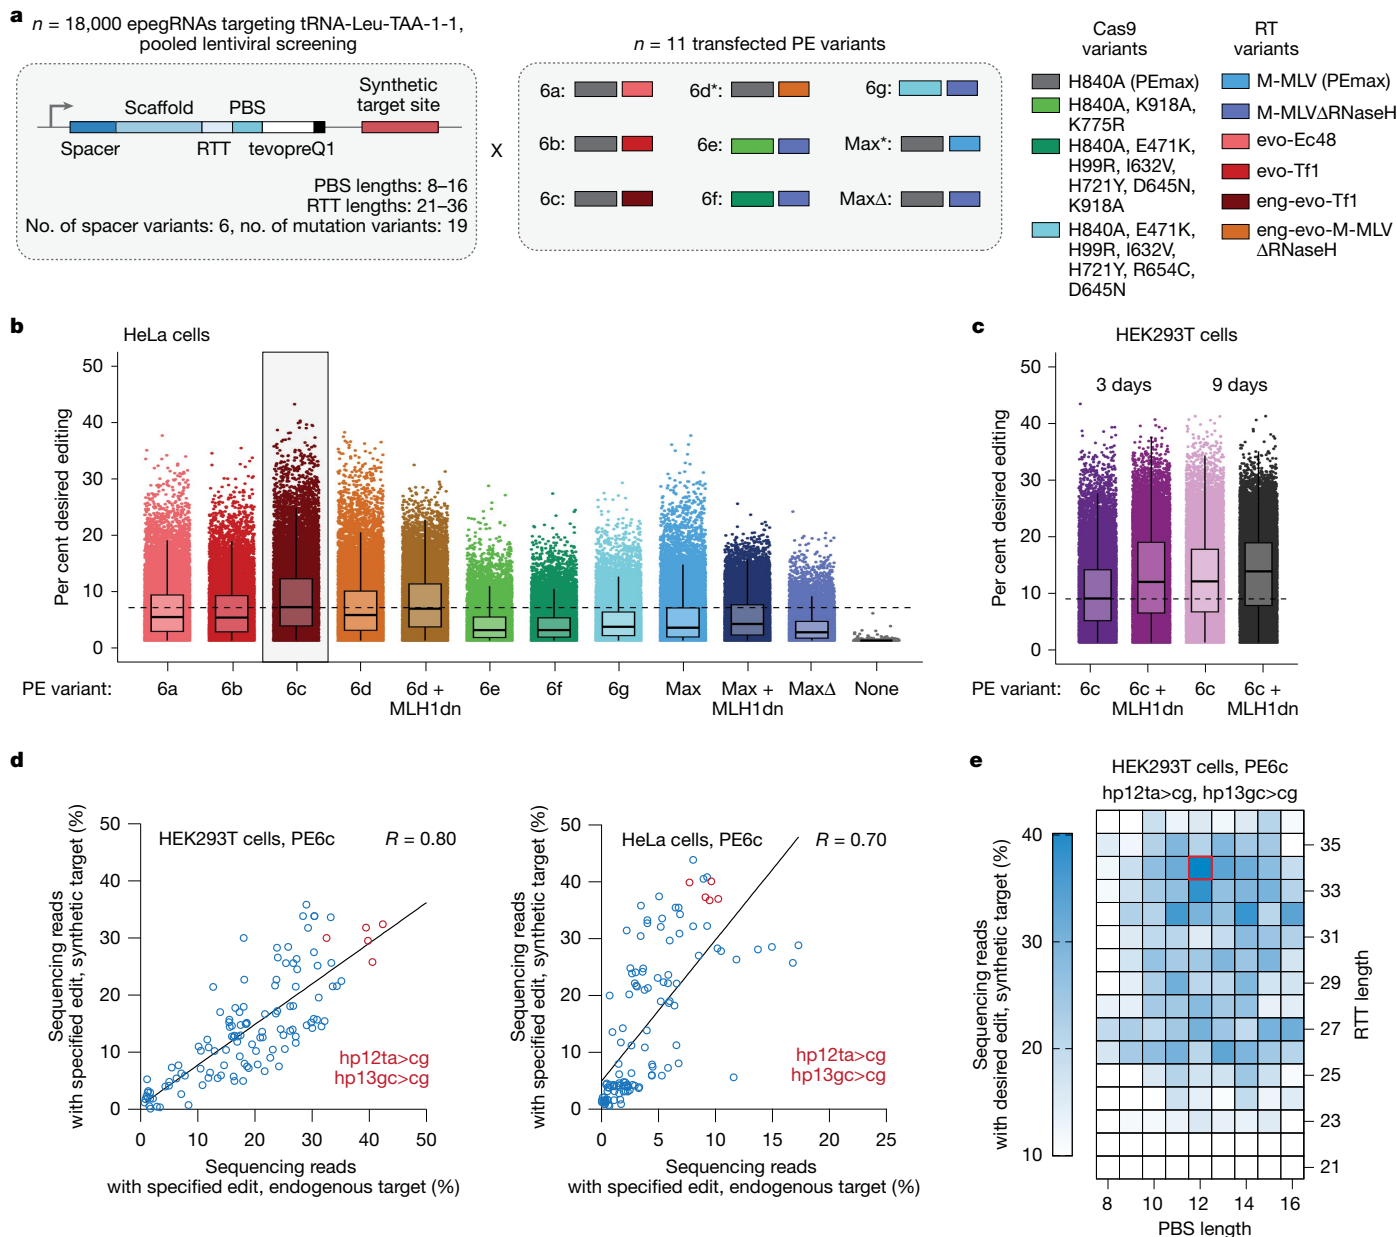 a
n = 18,000 epegRNAs targeting tRNA-Leu-TAA-1-1,
pooled lentiviral screening
Scaffold
PBS
Synthetic
target site
Spacer
RTT
tevopreQ1
PBS lengths: 8–16
RTT lengths: 21–36
No. of spacer variants: 6, no. of mutation variants: 19
X
n = 11 transfected PE variants
6a:
6d*:
6g:
6b:
6e:
Max*:
6c:
6f:
MaxΔ:
Cas9
variants
H840A (PEmax)
H840A, K918A,
K775R
H840A, E471K,
H99R, I632V,
H721Y, D645N,
K918A
H840A, E471K,
H99R, I632V,
H721Y, R654C,
D645N
RT
variants
M-MLV (PEmax)
M-MLVΔRNaseH
evo-Ec48
evo-Tf1
eng-evo-Tf1
eng-evo-M-MLV
ΔRNaseH
b
HeLa cells
Per cent desired editing
50
40
30
20
10
0
PE variant:
6a
6b
6c
6d
6d +
MLH1dn
6e
6f
6g
Max
Max +
MLH1dn
MaxΔ
None
c
HEK293T cells
3 days
9 days
Per cent desired editing
50
40
30
20
10
0
PE variant:
6c
6c +
MLH1dn
6c
6c +
MLH1dn
d
Sequencing reads
with specified edit, synthetic target (%)
50
40
30
20
10
0
HEK293T cells, PE6c
R = 0.80
hp12ta>cg
hp13gc>cg
0
10
20
30
40
50
Sequencing reads
with specified edit, endogenous target (%)
Sequencing reads
with specified edit, synthetic target (%)
50
40
30
20
10
0
HeLa cells, PE6c
R = 0.70
hp12ta>cg
hp13gc>cg
0
5
10
15
20
25
Sequencing reads
with specified edit, endogenous target (%)
e
HEK293T cells, PE6c
hp12ta>cg, hp13gc>cg
Sequencing reads
with desired edit, synthetic target (%)
40
30
20
10
35
33
31
29
27
25
23
21
RTT length
8
10
12
14
16
PBS length